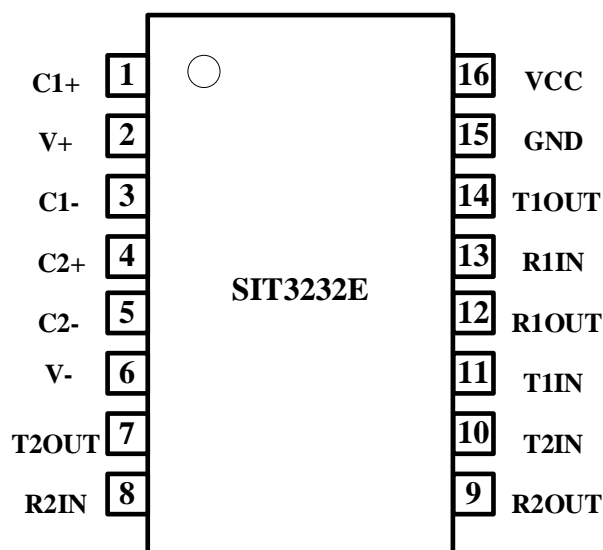 C1+ 1 16 VCC
V+ 2 15 GND
C1- 3 14 T1OUT
C2+ 4 13 R1IN
SIT3232E
C2- 5 12 R1OUT
V- 6 11 T1IN
T2OUT 7 10 T2IN
R2IN 8 9 R2OUT